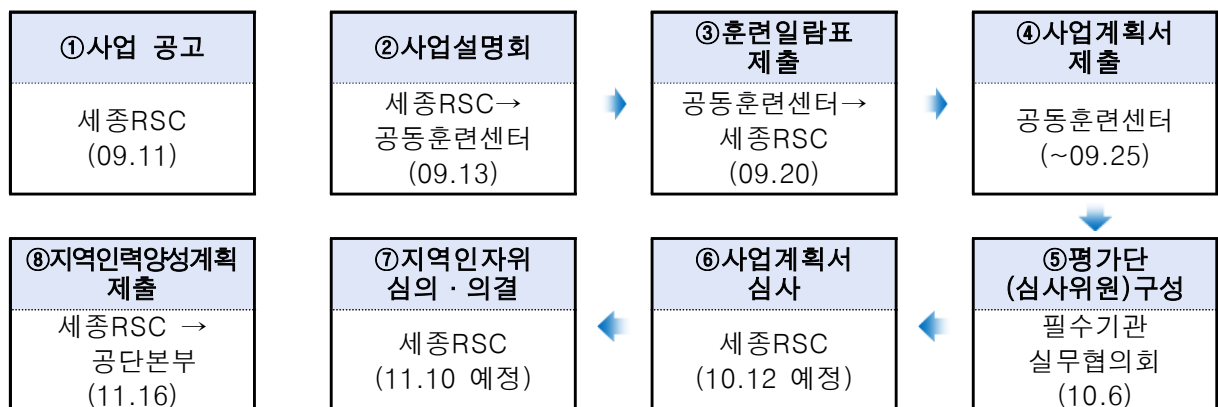 ①사업 공고
세종RSC
(09.11)
②사업설명회
세종RSC→
공동훈련센터
(09.13)
③훈련일람표
제출
공동훈련센터→
세종RSC
(09.20)
④사업계획서
제출
공동훈련센터
(~09.25)
⑤평가단
(심사위원)구성
필수기관
실무협의회
(10.6)
⑥사업계획서
심사
세종RSC
(10.12 예정)
⑦지역인자위
심의·의결
세종RSC
(11.10 예정)
⑧지역인력양성계획
제출
세종RSC →
공단본부
(11.16)